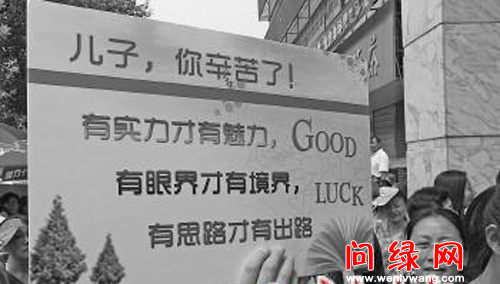 儿子，你辛苦了！
有实力才有魅力，GOOD
有眼界才有境界，LUCK
有思路才有出路
问绿网
www.wenlvwang.com